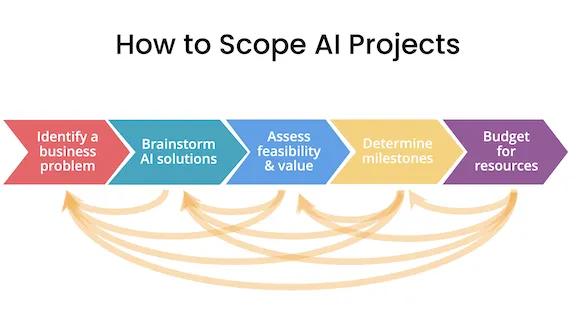 How to Scope AI Projects
Identify a
business
problem
Brainstorm
AI solutions
Assess
feasibility
& value
Determine
milestones
Budget
for
resources